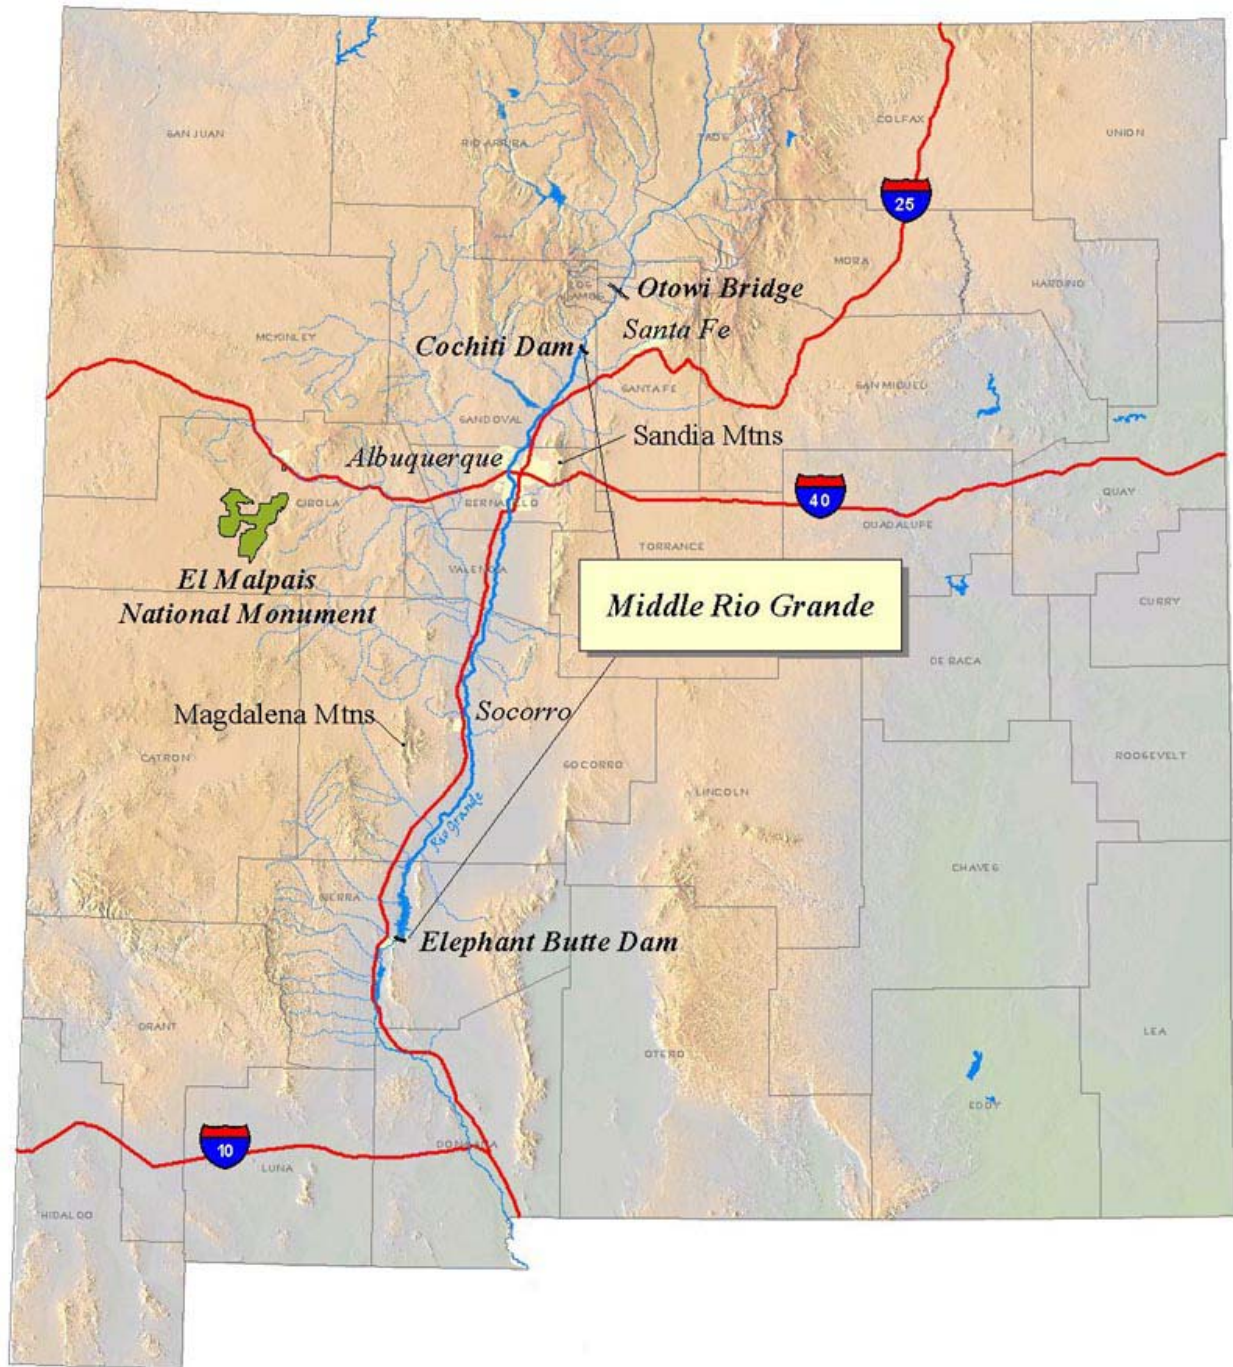 SAN JUAN
RIO ARRIBA
TAOS
COLFAX
UNION
25
MORA
HARDING
LOS
ALAMOS
Otowi Bridge
Santa Fe
MCKINLEY
Cochiti Dam
SANTA FE
SAN MIGUEL
SANDOVAL
Sandia Mtns
Albuquerque
CIBOLA
BERNALILLO
40
QUAY
GUADALUPE
TORRANCE
VALENCIA
El Malpais
National Monument
Middle Rio Grande
CURRY
DE BACA
Magdalena Mtns
Socorro
CATRON
SOCORRO
ROOSEVELT
LINCOLN
Rio Grande
CHAVES
SIERRA
Elephant Butte Dam
GRANT
OTERO
LEA
EDDY
10
DONA ANA
LUNA
HIDALGO